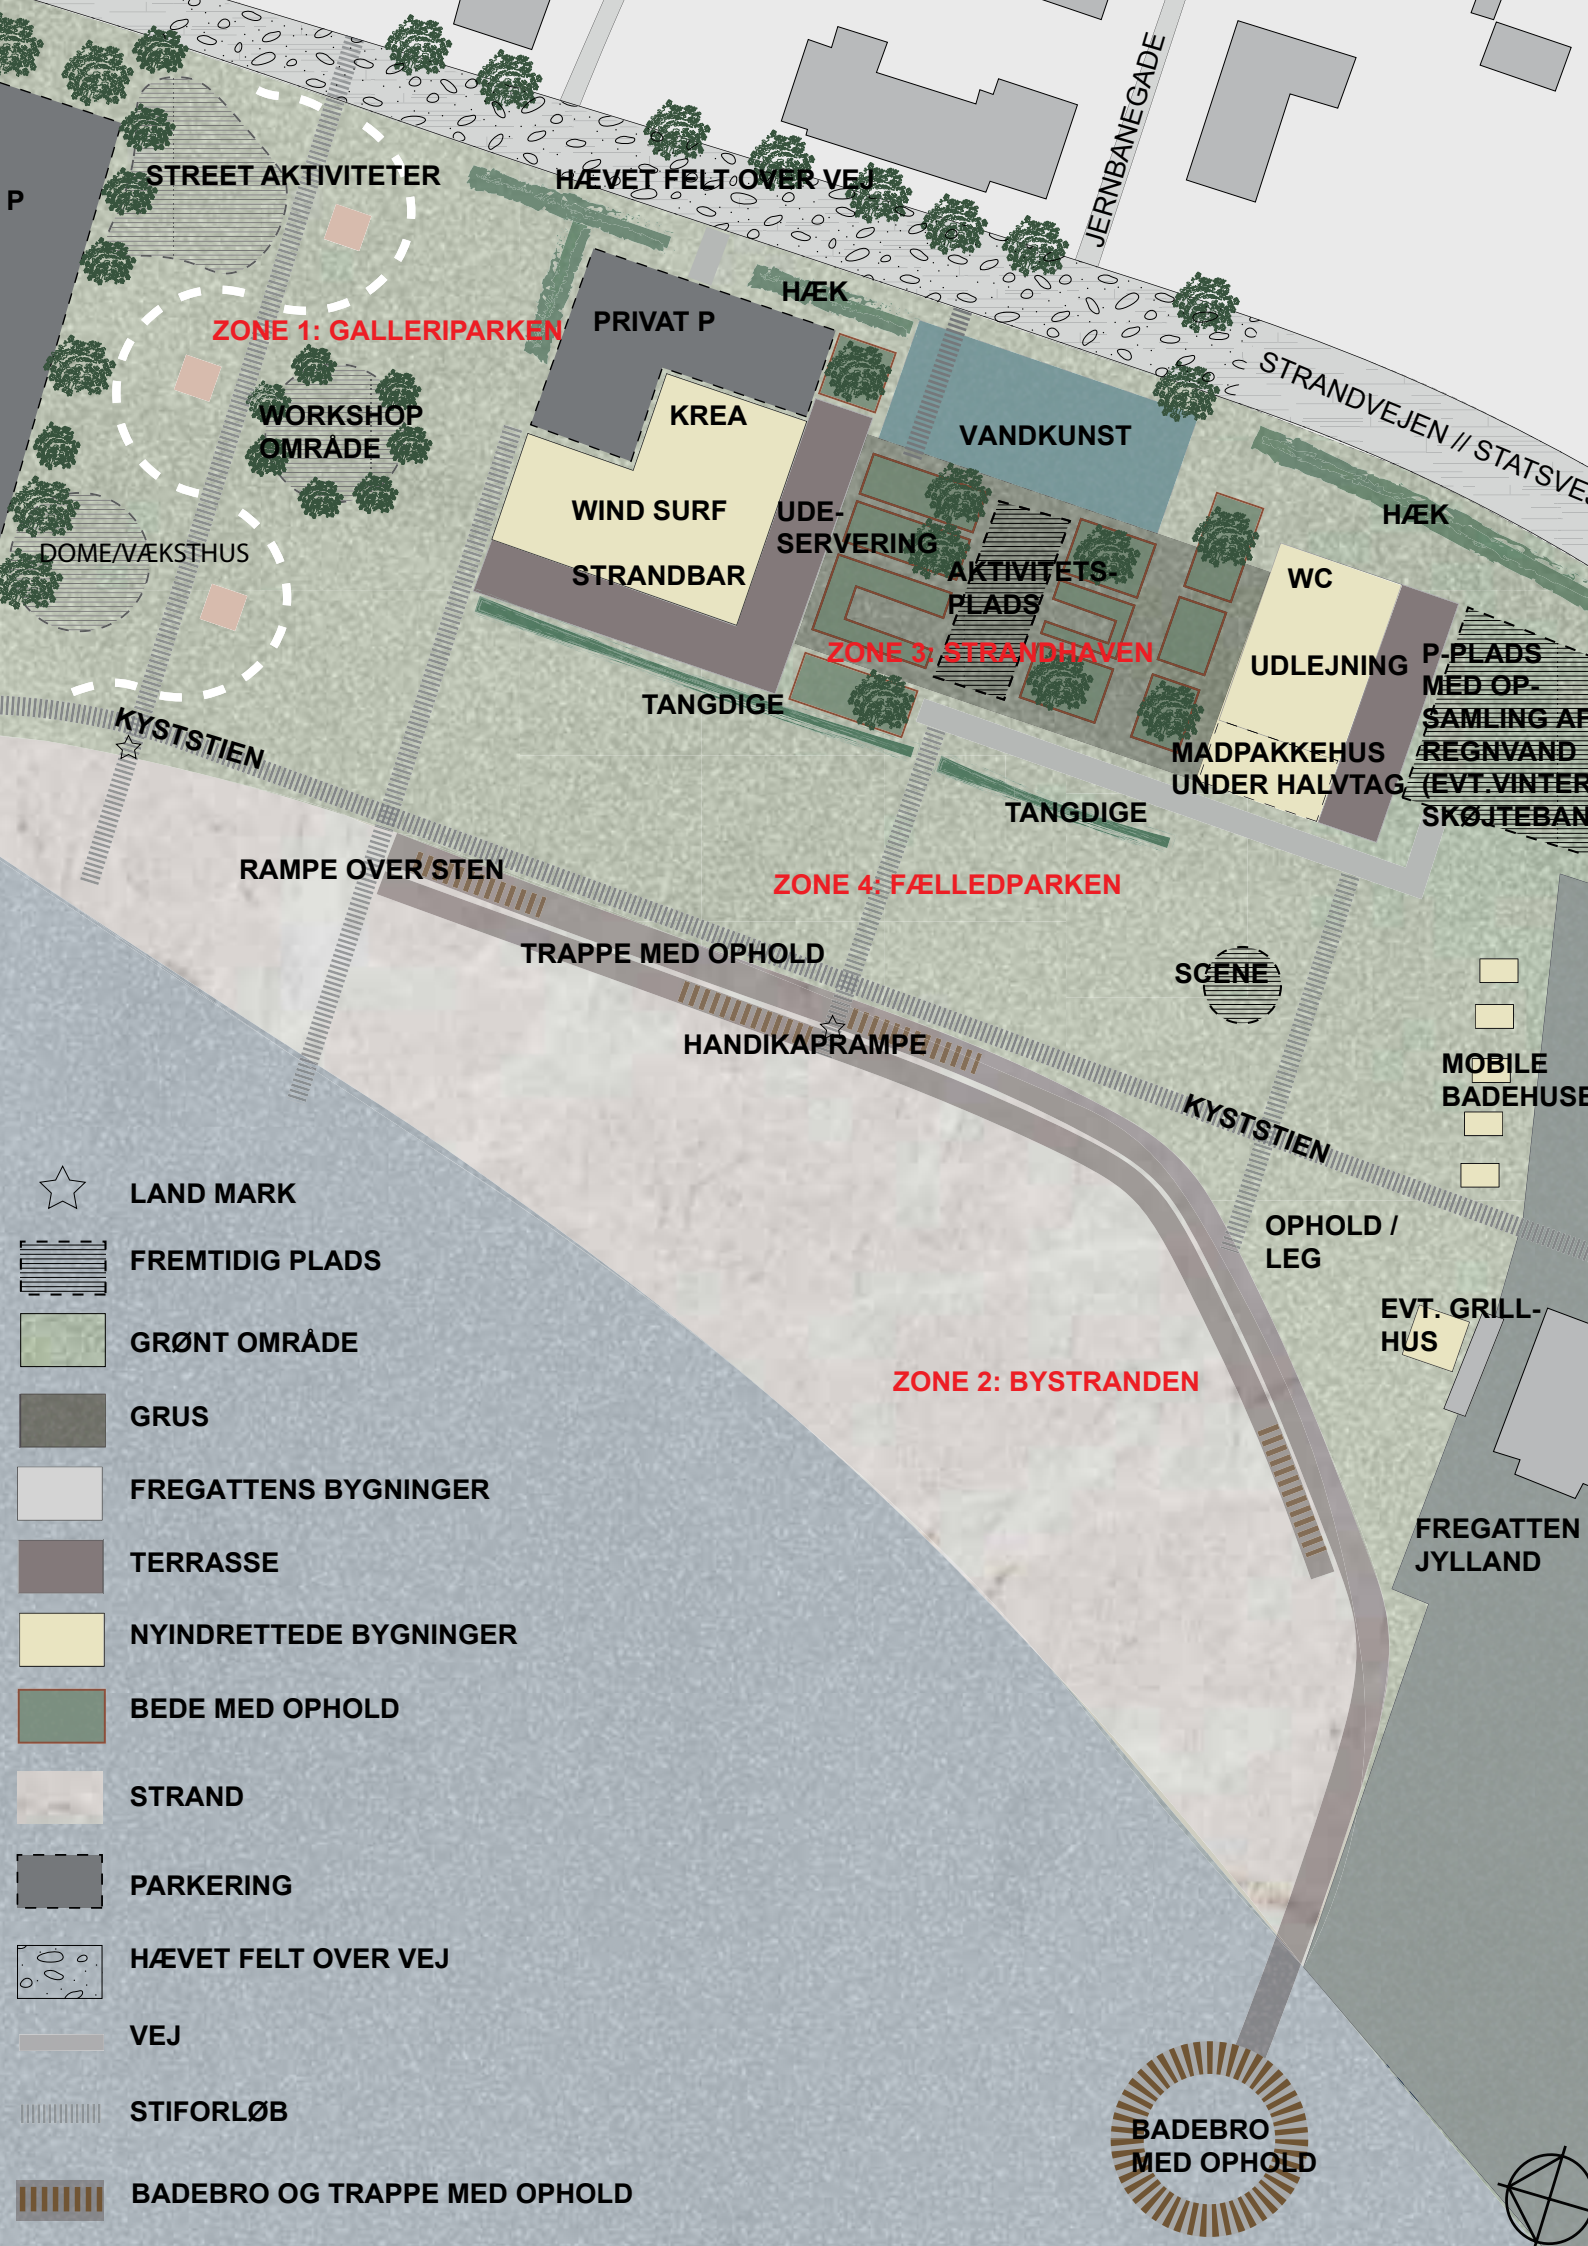 JERNBANEGADE
STREET AKTIVITETER
HÆVET FELT OVER VEJ
P
HÆK
PRIVAT P
ZONE 1: GALLERIPARKEN
STRANDVEJEN // STATSVEJ
KREA
WORKSHOP
OMRÅDE
VANDKUNST
WIND SURF
UDE-
SERVERING
HÆK
DOME/VÆKSTHUS
STRANDBAR
AKTIVITETS-
PLADS
WC
ZONE 3: STRANDHAVEN
UDLEJNING
P-PLADS
MED OP-
SAMLING AF
REGNVAND
(EVT.VINTER
SKØJTEBAN
TANGDIGE
KYSTSTIEN
MADPAKKEHUS
UNDER HALVTAG
TANGDIGE
RAMPE OVER STEN
ZONE 4: FÆLLEDPARKEN
TRAPPE MED OPHOLD
SCENE
HANDIKAPRAMPE
MOBILE
BADEHUSE
KYSTSTIEN
OPHOLD /
LEG
EVT. GRILL-
HUS
ZONE 2: BYSTRANDEN
FREGATTEN
JYLLAND
LAND MARK
FREMTIDIG PLADS
GRØNT OMRÅDE
GRUS
FREGATTENS BYGNINGER
TERRASSE
NYINDRETTEDE BYGNINGER
BEDE MED OPHOLD
STRAND
PARKERING
HÆVET FELT OVER VEJ
VEJ
STIFORLØB
BADEBRO OG TRAPPE MED OPHOLD
BADEBRO
MED OPHOLD